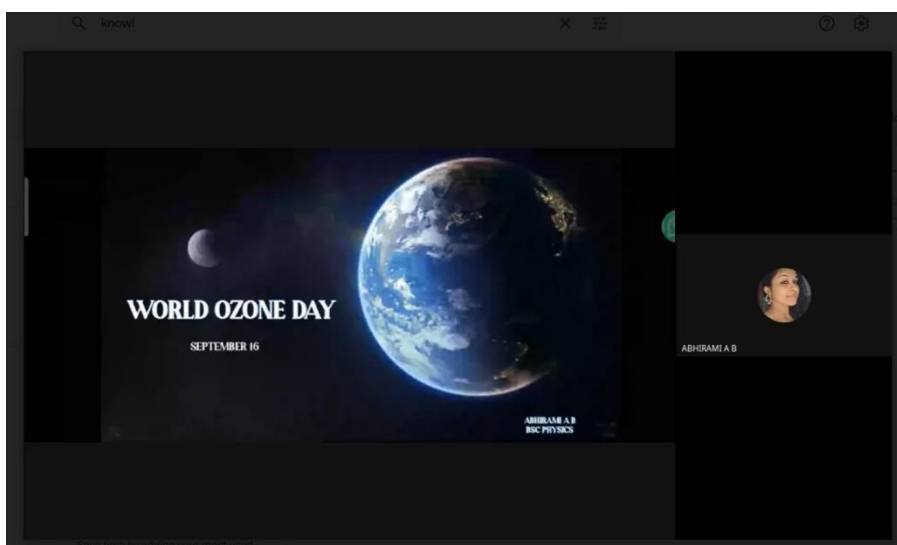 knowl
WORLD OZONE DAY
SEPTEMBER 16
ABHIRAMI A B
BSC PHYSICS
ABHIRAMI A B